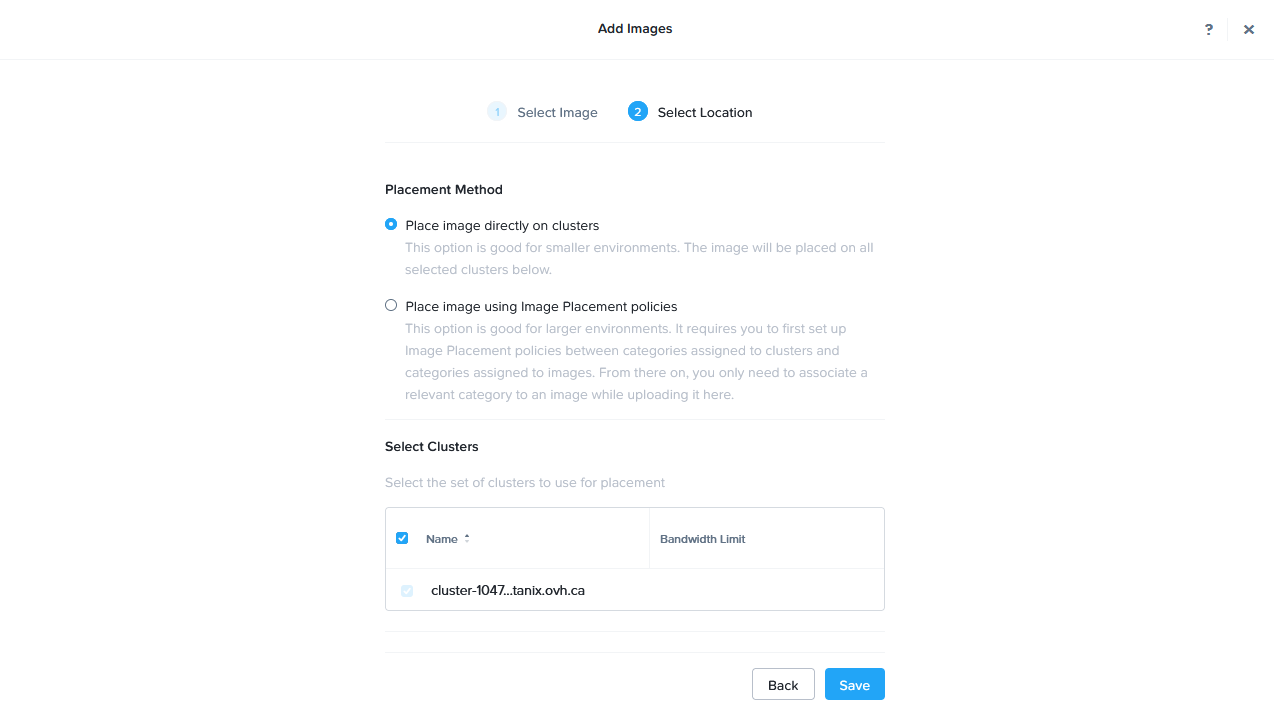 Add Images
?
1 Select Image 2 Select Location
Placement Method
Place image directly on clusters
This option is good for smaller environments. The image will be placed on all
selected clusters below.
Place image using Image Placement policies
This option is good for larger environments. It requires you to first set up
Image Placement policies between categories assigned to clusters and
categories assigned to images. From there on, you only need to associate a
relevant category to an image while uploading it here.
Select Clusters
Select the set of clusters to use for placement
Name Bandwidth Limit
cluster-1047...tanix.ovh.ca
Back Save